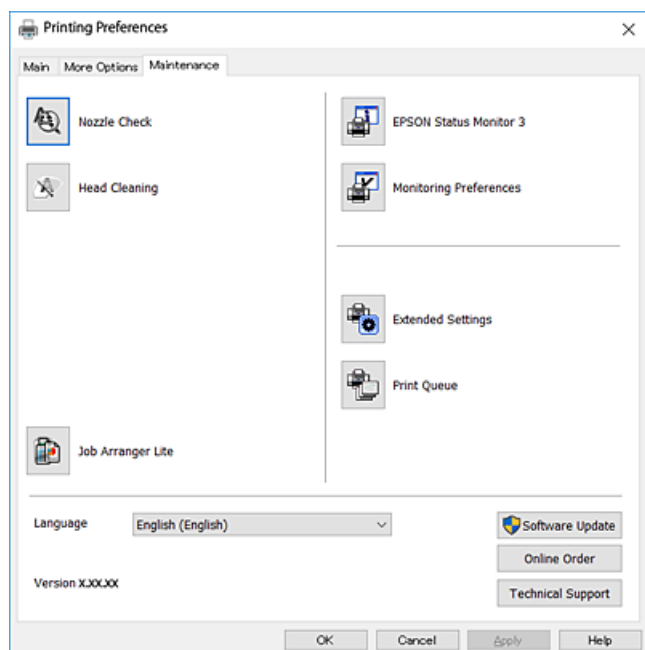 Printing Preferences
Main More Options Maintenance
Nozzle Check
EPSON Status Monitor 3
Head Cleaning
Monitoring Preferences
Extended Settings
Print Queue
Job Arranger Lite
Language English (English)
Software Update
Online Order
Version X.XX.XX
Technical Support
OK Cancel Apply Help